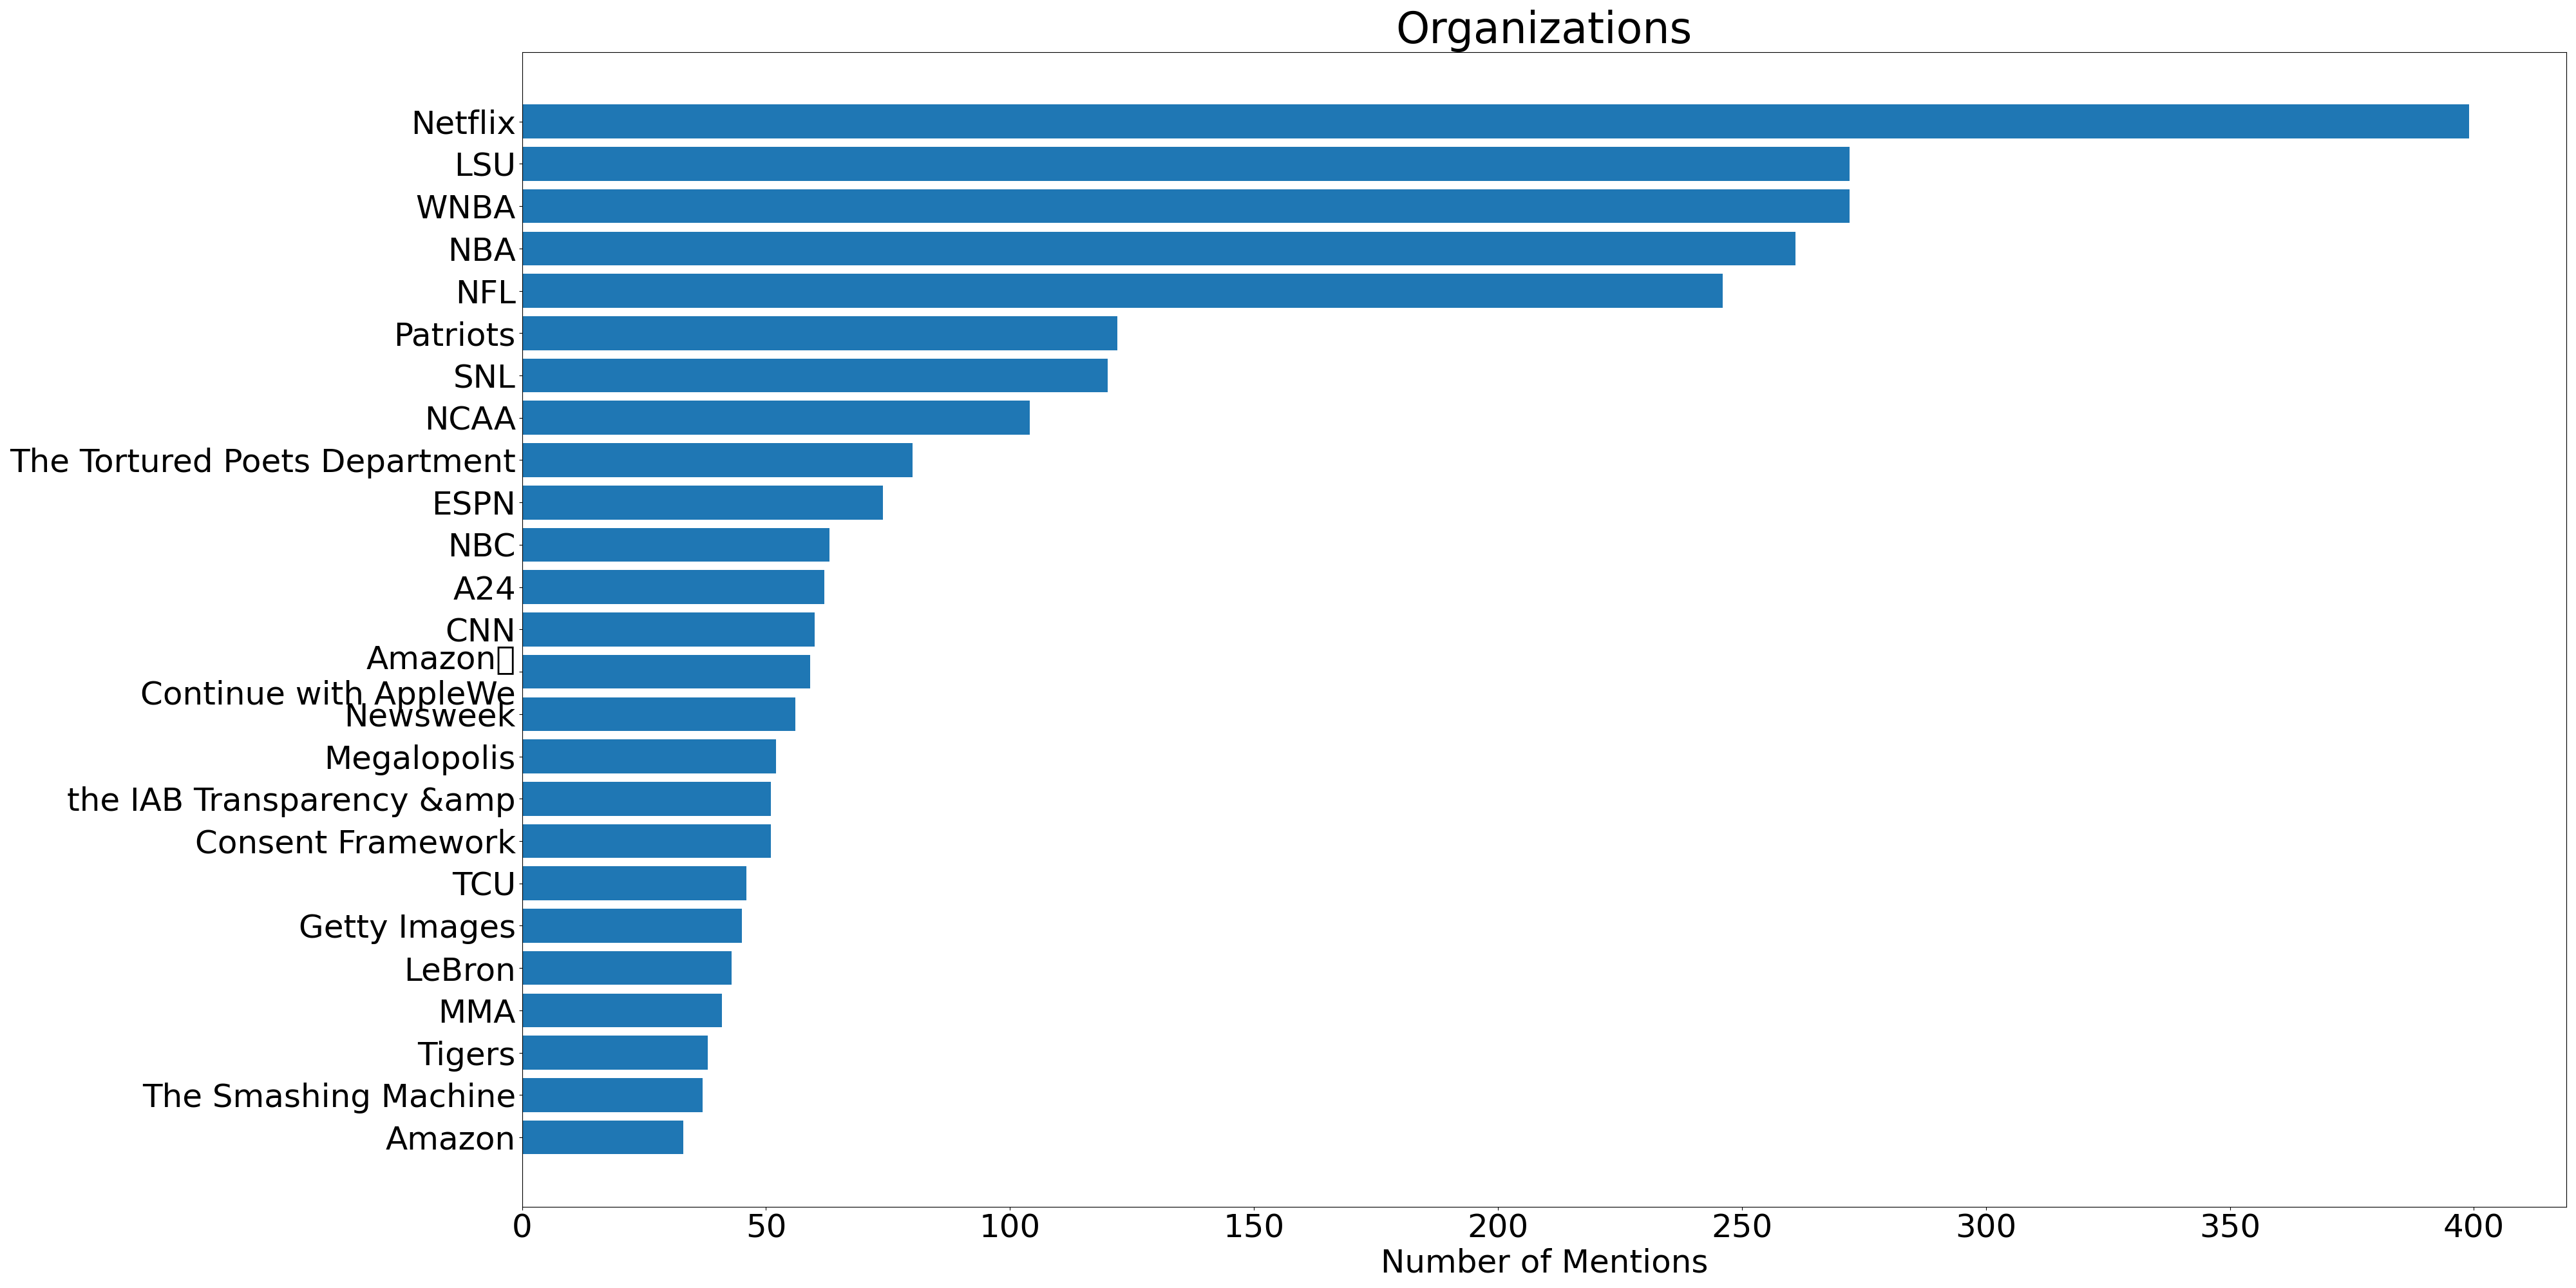 Organizations
Netflix
LSU
WNBA
NBA
NFL
Patriots
SNL
NCAA
The Tortured Poets Department
ESPN
NBC
A24
CNN
Amazon
Continue with AppleWe
Newsweek
Megalopolis
the IAB Transparency &amp
Consent Framework
TCU
Getty Images
LeBron
MMA
Tigers
The Smashing Machine
Amazon
0 50 100 150 200 250 300 350 400
Number of Mentions